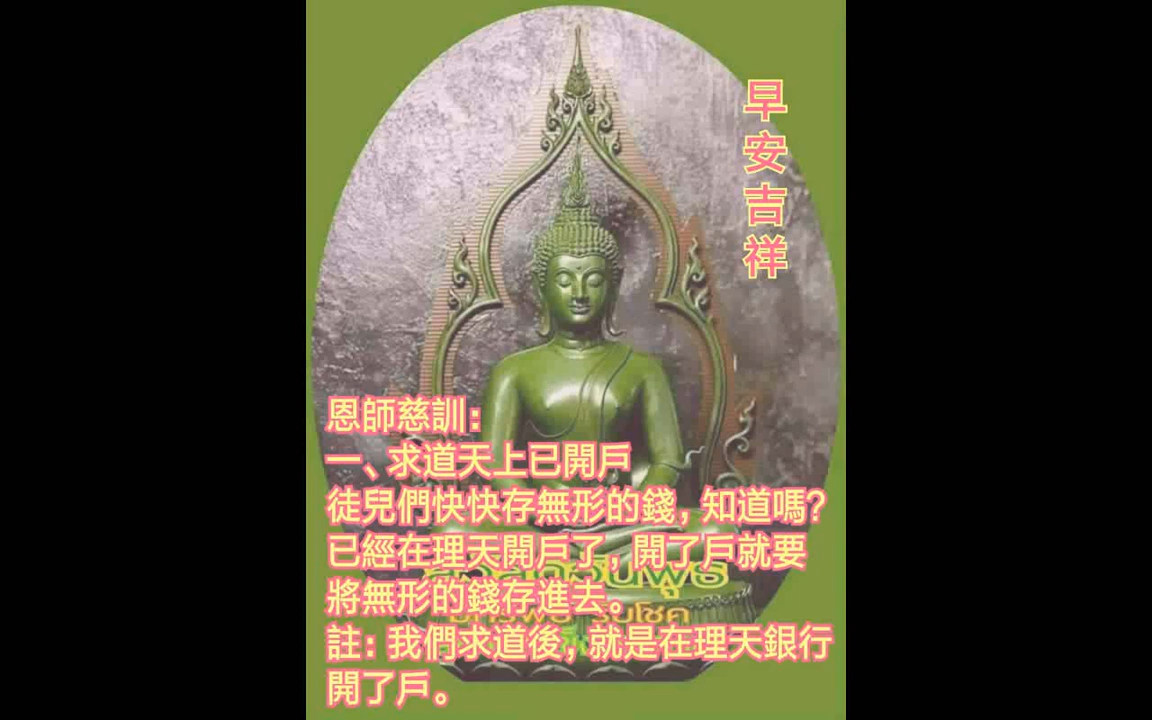 早安吉祥
恩師慈訓：
一、求道天上已開戶
徒兒們快快存無形的錢，知道嗎？
已經在理天開戶了，開了戶就要
將無形的錢存進去。
註：我們求道後，就是在理天銀行
開了戶。